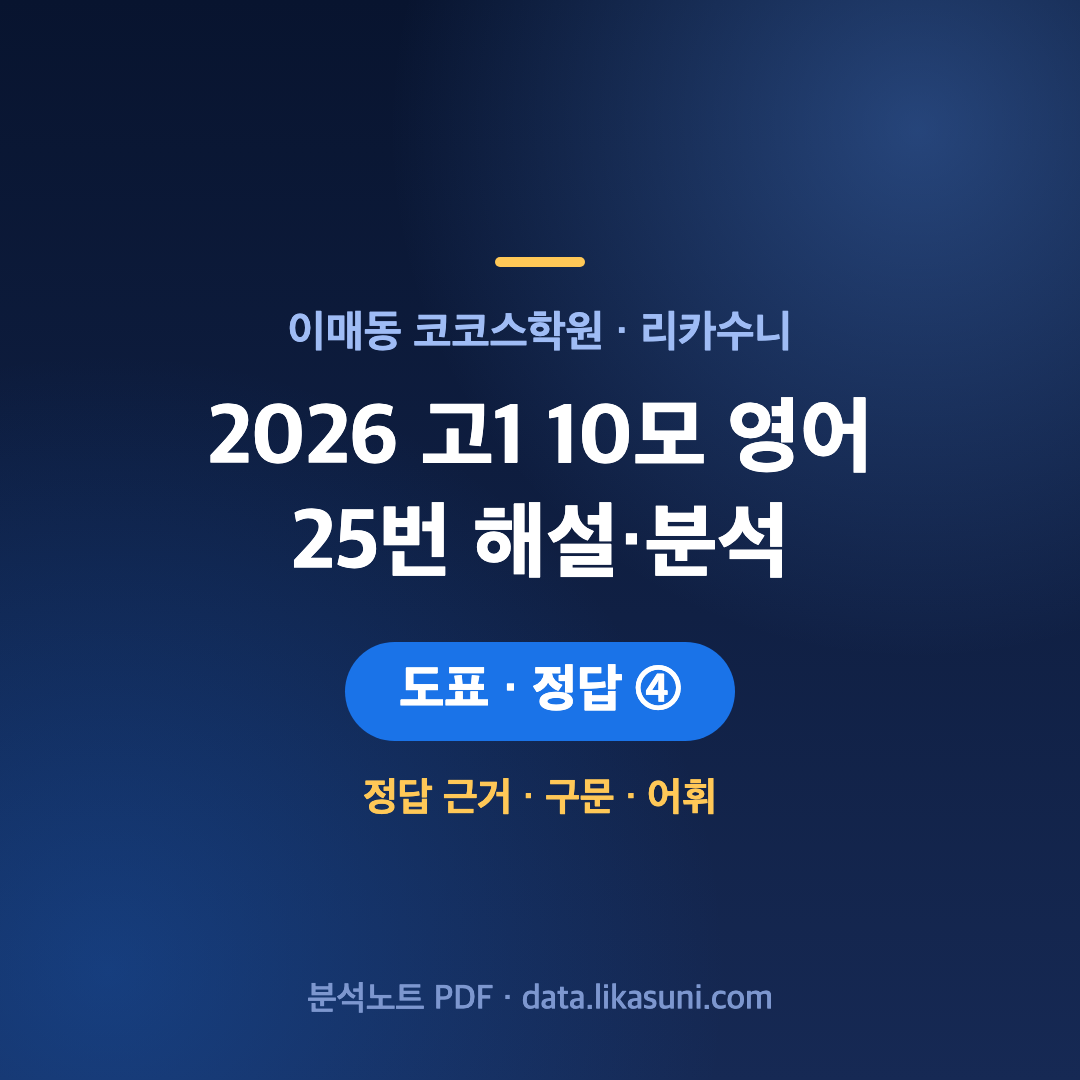 이매동 코코스학원 · 리카수니
2026 고1 10모 영어
25번 해설·분석
도표 · 정답 ④
정답 근거 · 구문 · 어휘
분석노트 PDF · data.likasuni.com